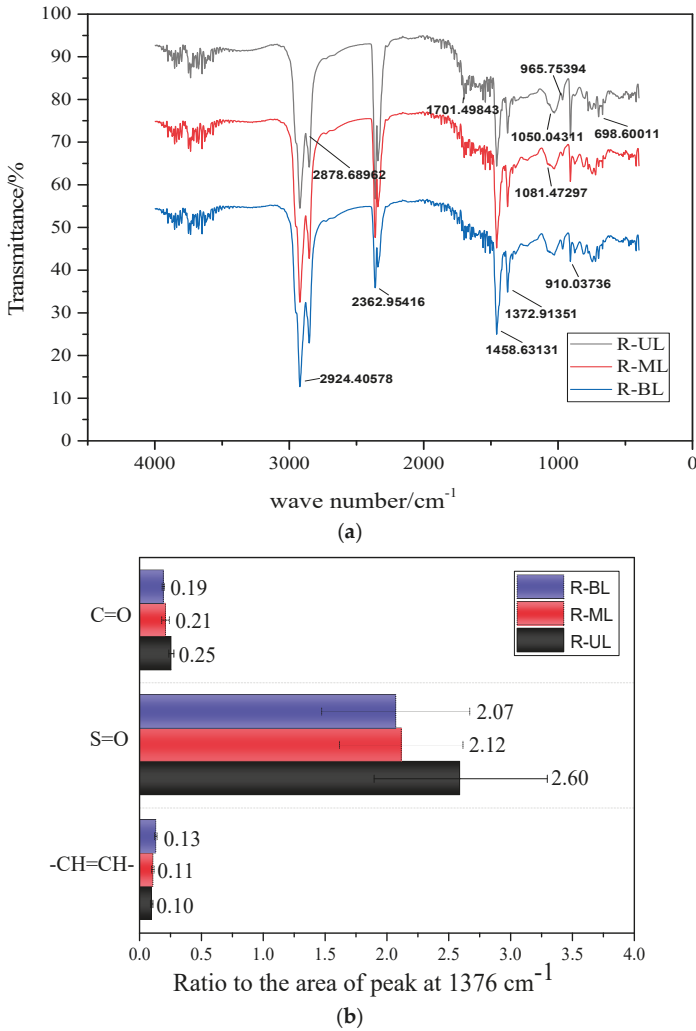 100
90
80
70
60
50
40
30
20
10
0
Transmittance/%
965.75394
1701.49843
1050.04311
698.60011
2878.68962
1081.47297
2362.95416
910.03736
1372.91351
1458.63131
2924.40578
R-UL
R-ML
R-BL
4000 3000 2000 1000 0
wave number/cm-1
(a)
R-BL
R-ML
R-UL
C=O
0.19
0.21
0.25
S=O
2.07
2.12
2.60
-CH=CH-
0.13
0.11
0.10
0.0 0.5 1.0 1.5 2.0 2.5 3.0 3.5 4.0
Ratio to the area of peak at 1376 cm-1
(b)